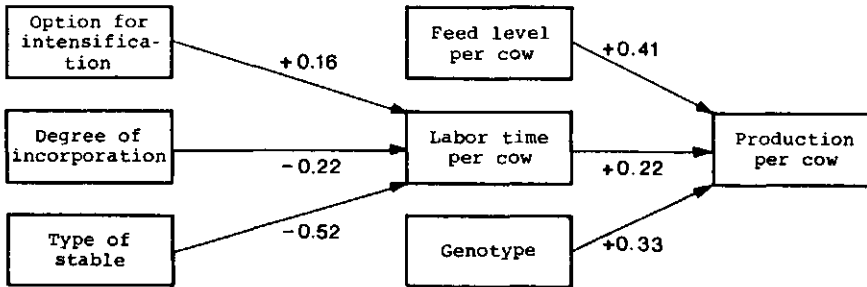 Option for
intensifica-
tion
+0.16
Feed level
per cow
+0.41
Degree of
incorporation
-0.22
Labor time
per cow
+0.22
Production
per cow
Type of
stable
-0.52
Genotype
+0.33